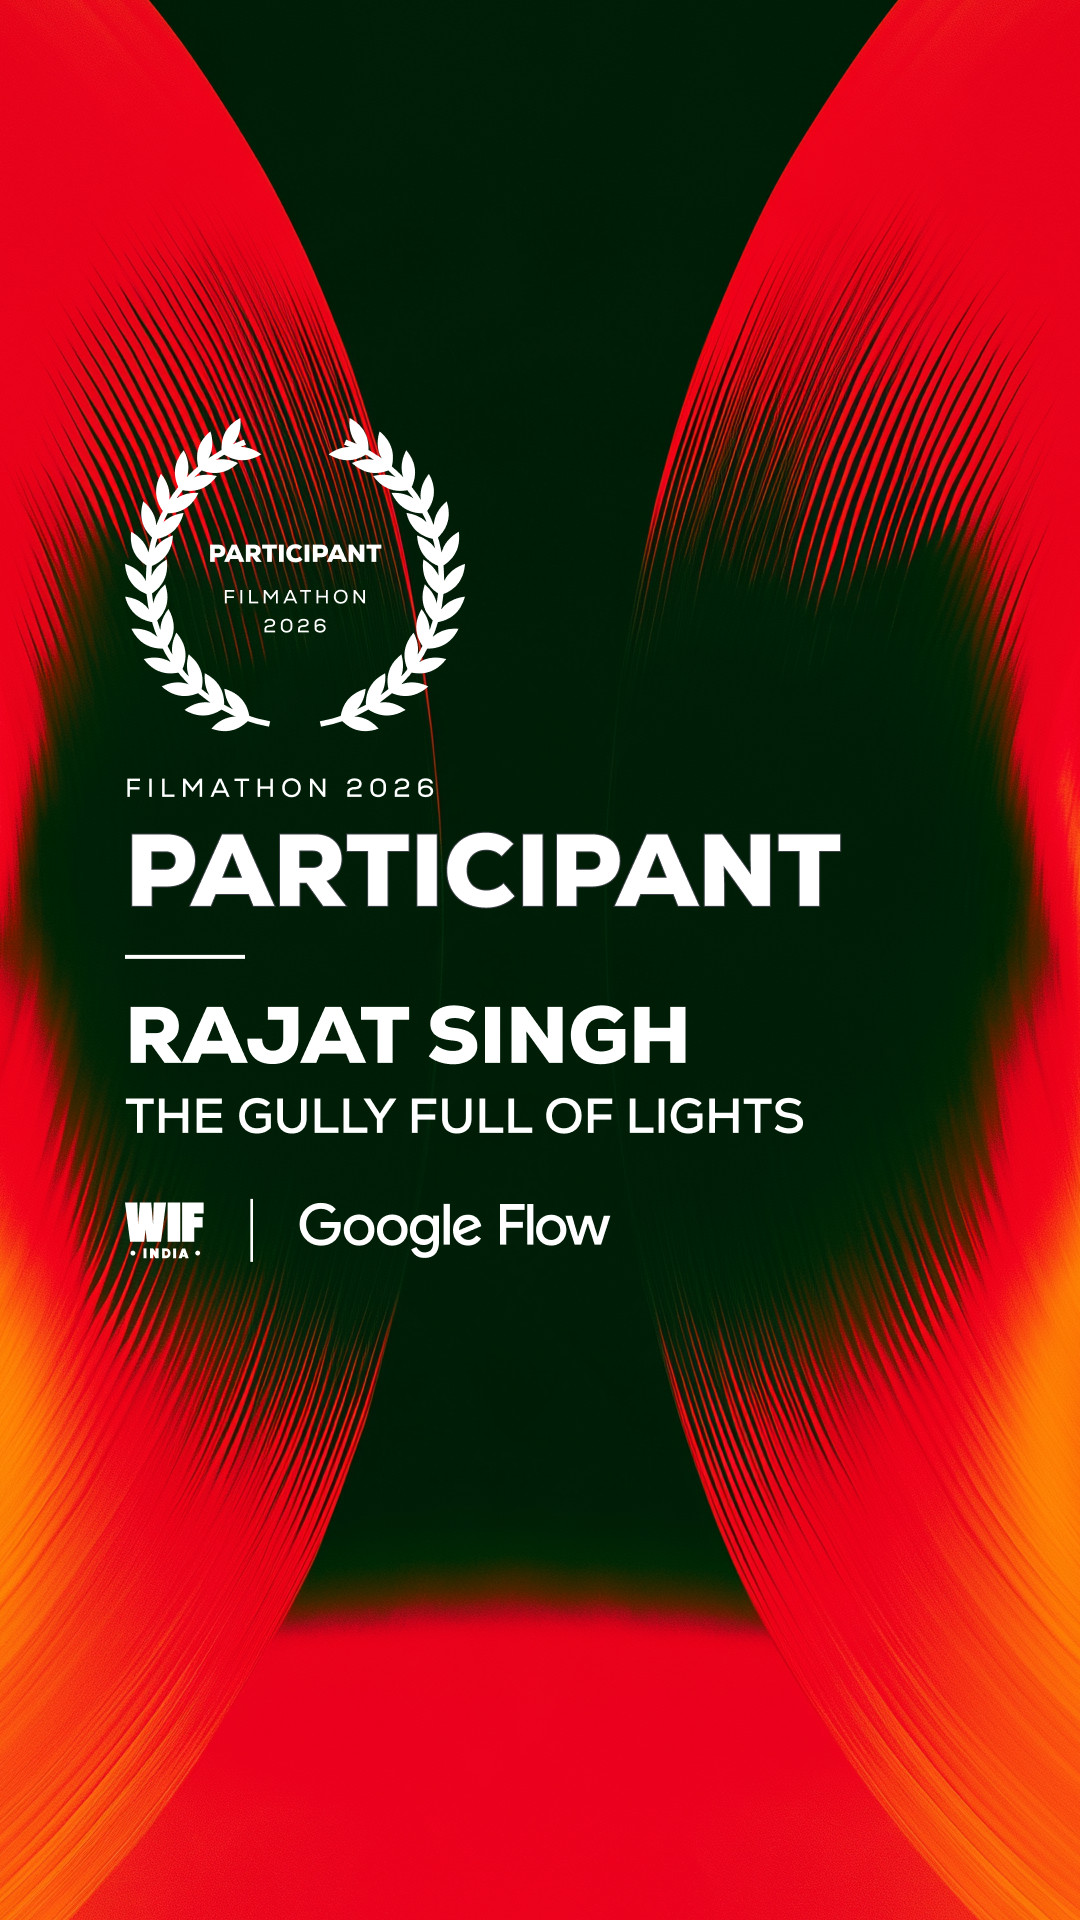 PARTICIPANT
FILMATHON
2026
FILMATHON 2026
PARTICIPANT
RAJAT SINGH
THE GULLY FULL OF LIGHTS
WIF
• INDIA •
Google Flow